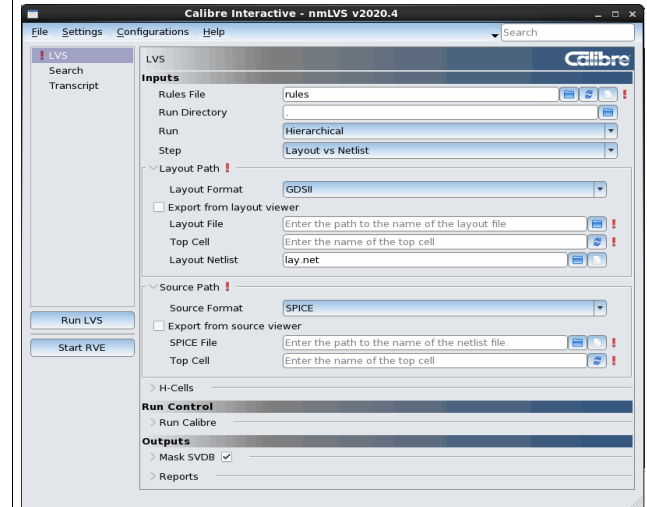 Calibre Interactive - nmLVS v2020.4
File Settings Configurations Help Search
! LVS
Search
Transcript
Run LVS
Start RVE
LVS Calibre
Inputs
Rules File rules !
Run Directory .
Run Hierarchical
Step Layout vs Netlist
Layout Path !
Layout Format GDSII
Export from layout viewer
Layout File Enter the path to the name of the layout file !
Top Cell Enter the name of the top cell !
Layout Netlist lay.net
Source Path !
Source Format SPICE
Export from source viewer
SPICE File Enter the path to the name of the netlist file. !
Top Cell Enter the name of the top cell !
H-Cells
Run Control
Run Calibre
Outputs
Mask SVDB
Reports